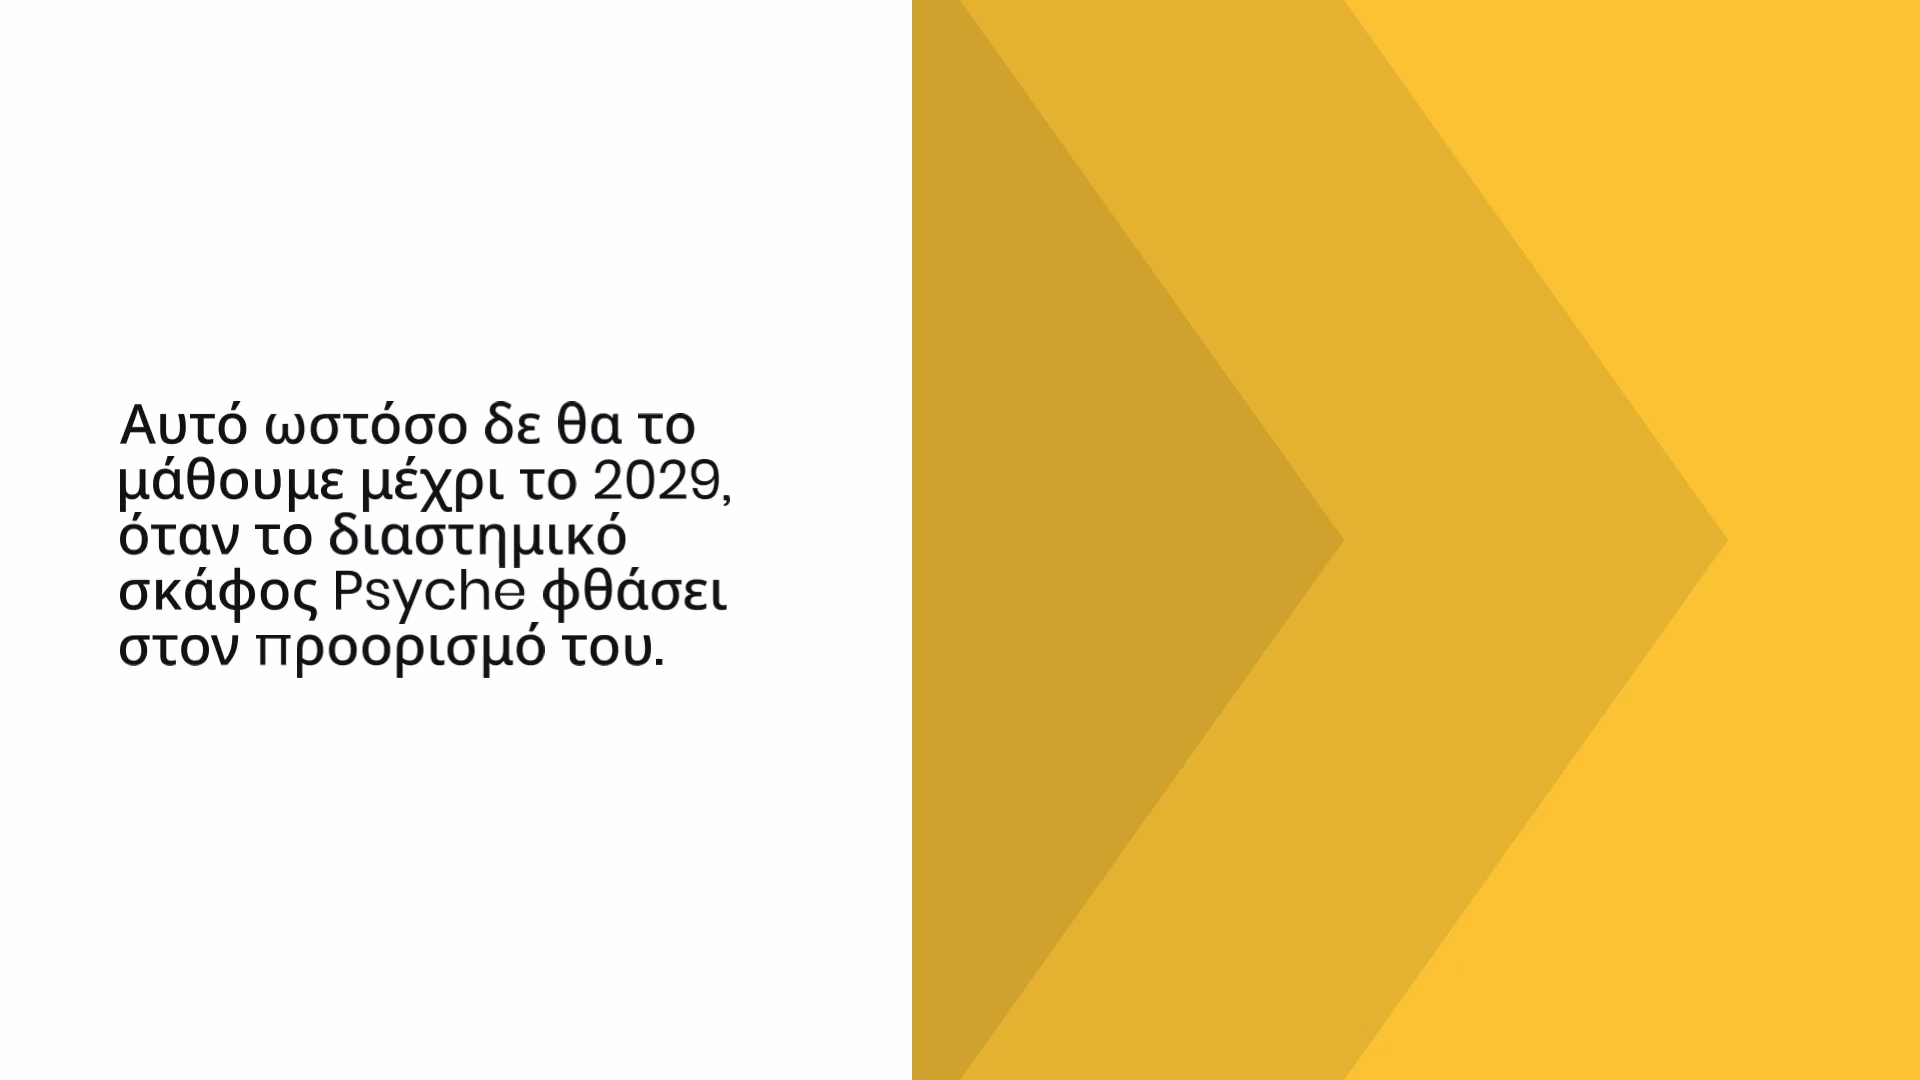 Αυτό ωστόσο δε θα το
μάθουμε μέχρι το 2029,
όταν το διαστημικό
σκάφος Psyche φθάσει
στον προορισμό του.